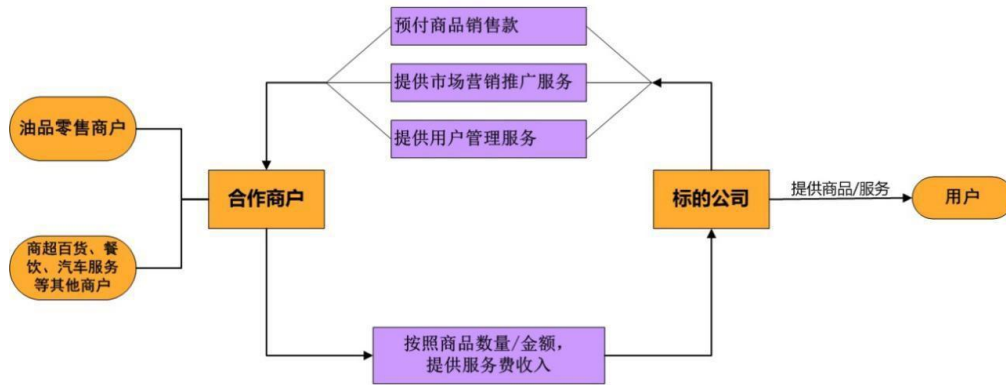 预付商品销售款
提供市场营销推广服务
提供用户管理服务
油品零售商户
合作商户
标的公司
提供商品/服务
用户
商超百货、餐
饮、汽车服务
等其他商户
按照商品数量/金额，
提供服务费收入